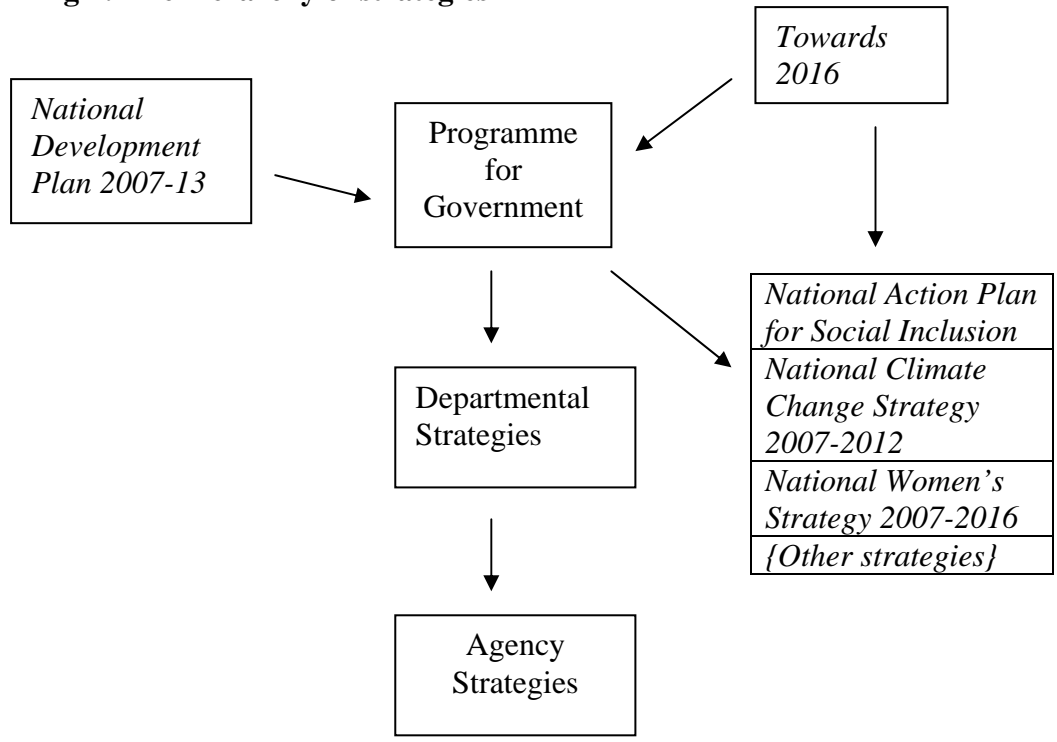 Towards
2016
National
Development
Plan 2007-13
Programme
for
Government
National Action Plan
for Social Inclusion
National Climate
Change Strategy
2007-2012
National Women's
Strategy 2007-2016
{Other strategies}
Departmental
Strategies
Agency
Strategies